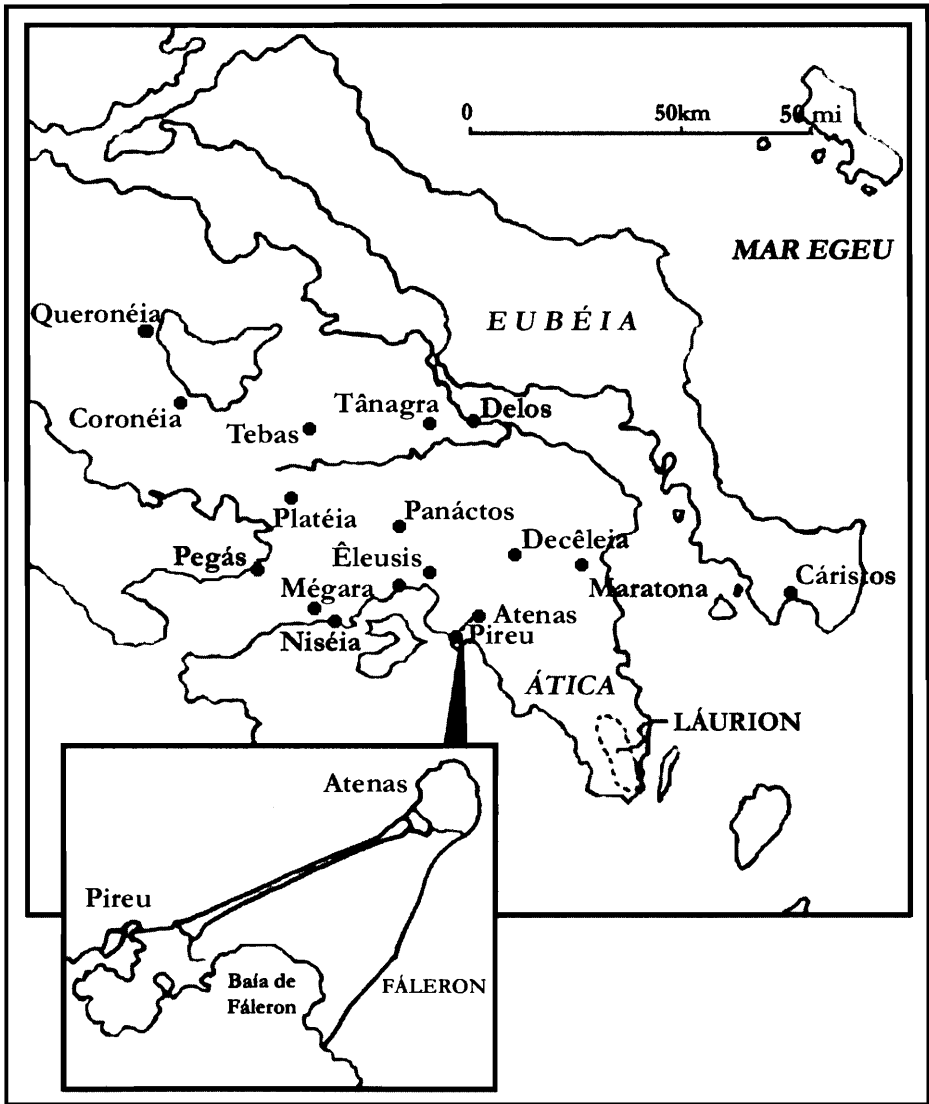 0 50km 50 mi
MAR EGEU
Queronéia
EUBÉIA
Tânagra
Delos
Coronéia
Tebas
Platéia
Panáctos
Decêleia
Pegás
Êleusis
Mégara
Maratona
Cáristos
Atenas
Niséia
Pireu
ÁTICA
LÁURION
Atenas
Pireu
Baía de
Fáleron
FÁLERON